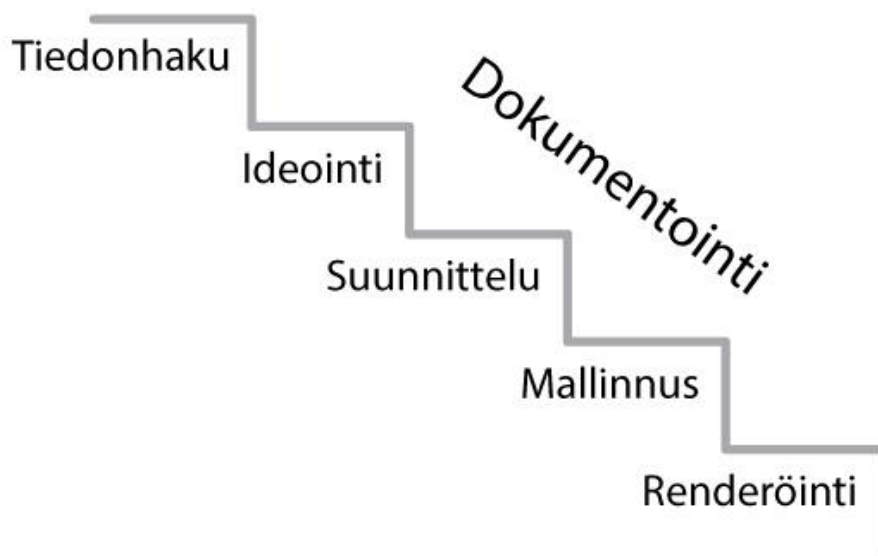 Tiedonhaku
Dokumentointi
Ideointi
Suunnittelu
Mallinnus
Renderöinti